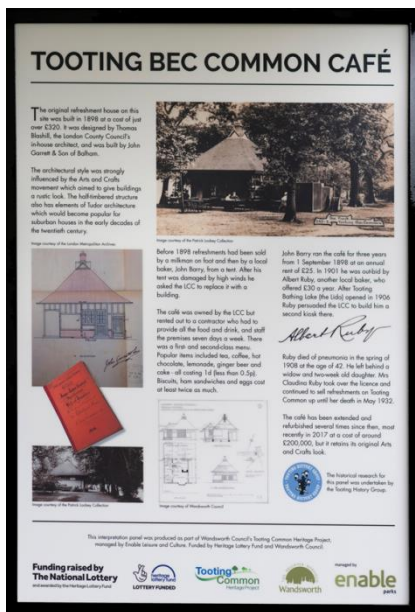 TOOTING BEC COMMON CAFÉ
The original refreshment house on this
site was built in 1898 at a cost of just
over £320. It was designed by Thomas
Blashill, the London County Council's
in-house architect, and was built by John
Garrett & Son of Balham.
The architectural style was strongly
influenced by the Arts and Crafts
movement which aimed to give buildings
a rustic look. The half-timbered structure
also has elements of Tudor architecture
which would become popular for
suburban houses in the early decades of
the twentieth century.
Image courtesy of the London Metropolitan Archives
Image courtesy of the Patrick Loobey Collection
Image courtesy of the Patrick Loobey Collection
Before 1898 refreshments had been sold
by a milkman on foot and then by a local
baker, John Barry, from a tent. After his
tent was damaged by high winds he
asked the LCC to replace it with a
building.
The café was owned by the LCC but
rented out to a contractor who had to
provide all the food and drink, and staff
the premises seven days a week. There
was a first and second-class menu.
Popular items included tea, coffee, hot
chocolate, lemonade, ginger beer and
cake - all costing 1d (less than 0.5p).
Biscuits, ham sandwiches and eggs cost
at least twice as much.
Image courtesy of Wandsworth Council
John Barry ran the café for three years
from 1 September 1898 at an annual
rent of £25. In 1901 he was outbid by
Albert Ruby, another local baker, who
offered £30 a year. After Tooting
Bathing Lake (the Lido) opened in 1906
Ruby persuaded the LCC to build him a
second kiosk there.
Albert Ruby
Ruby died of pneumonia in the spring of
1908 at the age of 42. He left behind a
widow and two-week old daughter. Mrs
Claudina Ruby took over the licence and
continued to sell refreshments on Tooting
Common up until her death in May 1932.
The café has been extended and
refurbished several times since then, most
recently in 2017 at a cost of around
£200,000, but it retains its original Arts
and Crafts look.
The historical research for
this panel was undertaken by
the Tooting History Group.
This interpretation panel was produced as part of Wandsworth Council's Tooting Common Heritage Project,
managed by Enable Leisure and Culture. Funded by Heritage Lottery Fund and Wandsworth Council.
Funding raised by
The National Lottery
and awarded by the Heritage Lottery Fund
heritage
lottery fund
LOTTERY FUNDED
Tooting
Common
Heritage Project
Wandsworth
managed by
enable
parks